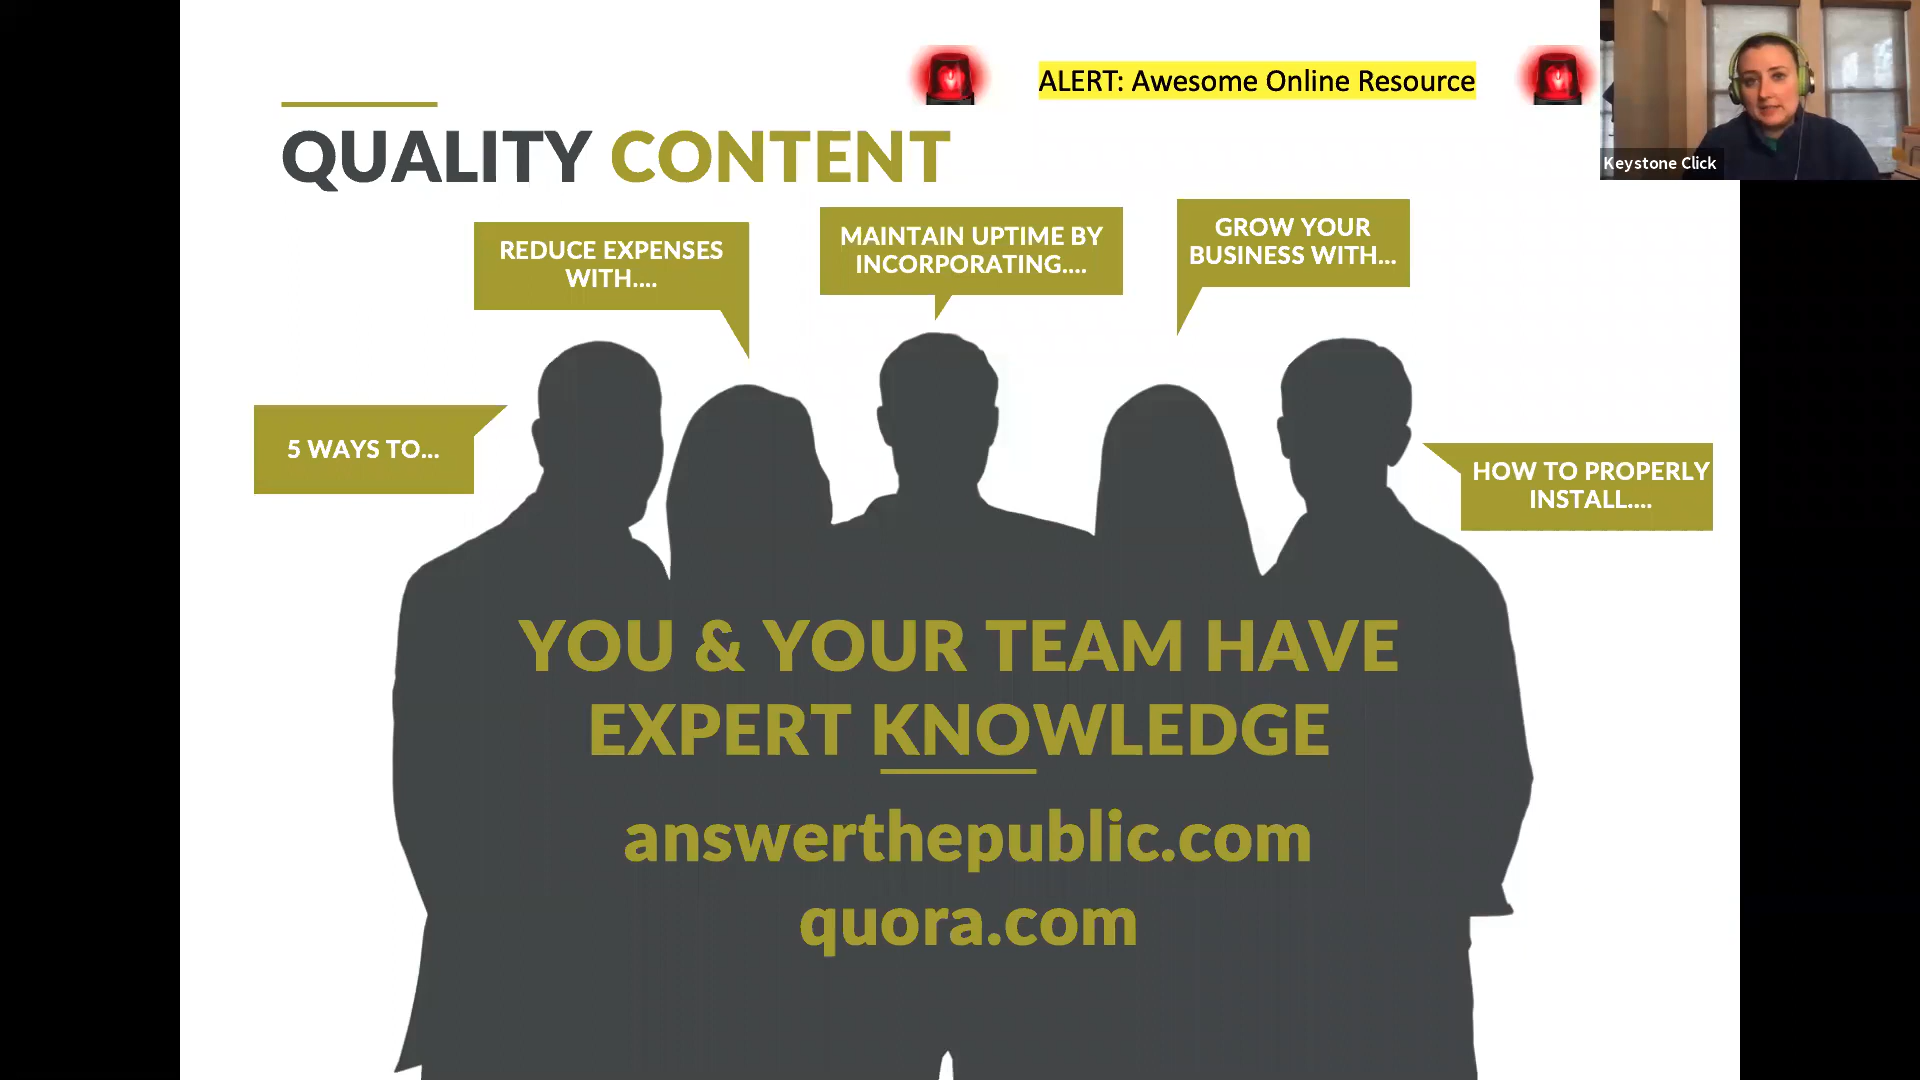 ALERT: Awesome Online Resource
Keystone Click
QUALITY CONTENT
REDUCE EXPENSES
WITH....
MAINTAIN UPTIME BY
INCORPORATING....
GROW YOUR
BUSINESS WITH...
5 WAYS TO...
HOW TO PROPERLY
INSTALL....
YOU & YOUR TEAM HAVE
EXPERT KNOWLEDGE
answerthepublic.com
quora.com